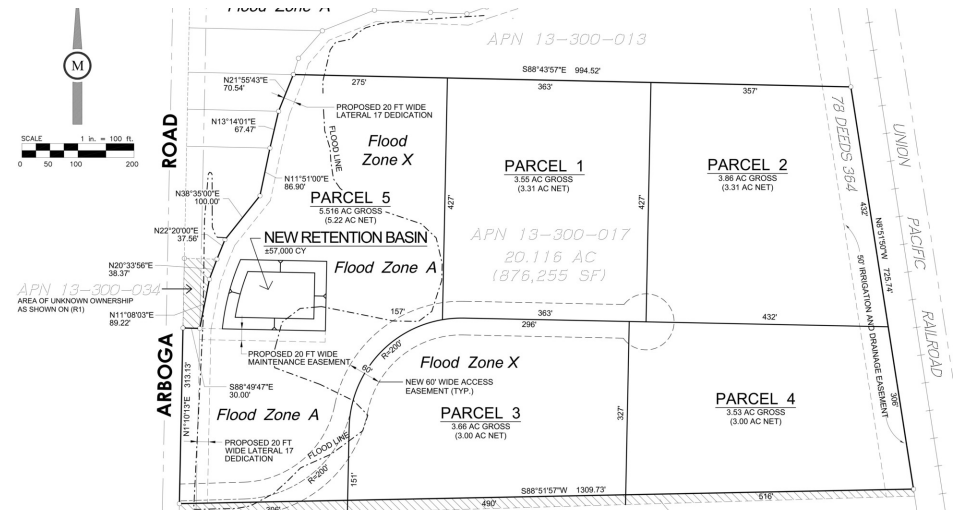 Flood Zone A
APN 13-300-013
M
S88°43'57"E 994.52'
N21°55'43"E
70.54'
275'
363'
357'
SCALE 1 in. = 100 ft.
0 50 100 200
PROPOSED 20 FT WIDE
LATERAL 17 DEDICATION
N13°14'01"E
67.47'
ROAD
FLOOD LINE
Flood
Zone X
78 DEEDS 364
UNION
PACIFIC
RAILROAD
N11°51'00"E
86.90'
PARCEL 1
3.55 AC GROSS
(3.31 AC NET)
PARCEL 2
3.86 AC GROSS
(3.31 AC NET)
N38°35'00"E
100.00'
PARCEL 5
5.516 AC GROSS
(5.22 AC NET)
427'
427'
432'
N8°51'50"W 725.74'
N22°20'00"E
37.56'
NEW RETENTION BASIN
±57,000 CY
APN 13-300-017
20.116 AC
(876,255 SF)
N20°33'56"E
38.37'
Flood Zone A
50' IRRIGATION AND DRAINAGE EASEMENT
APN 13-300-034
AREA OF UNKNOWN OWNERSHIP
AS SHOWN ON (R1)
N11°08'03"E
89.22'
157'
363'
296'
432'
ARBOGA
N1°10'13"E 313.13'
PROPOSED 20 FT WIDE
MAINTENANCE EASEMENT
R=200'
60'
Flood Zone X
NEW 60' WIDE ACCESS
EASEMENT (TYP.)
S88°49'47"E
30.00'
306'
Flood Zone A
PARCEL 3
3.66 AC GROSS
(3.00 AC NET)
327'
PARCEL 4
3.53 AC GROSS
(3.00 AC NET)
PROPOSED 20 FT
WIDE LATERAL 17
DEDICATION
FLOOD LINE
R=200'
151'
S88°51'57"W 1309.73'
490'
516'